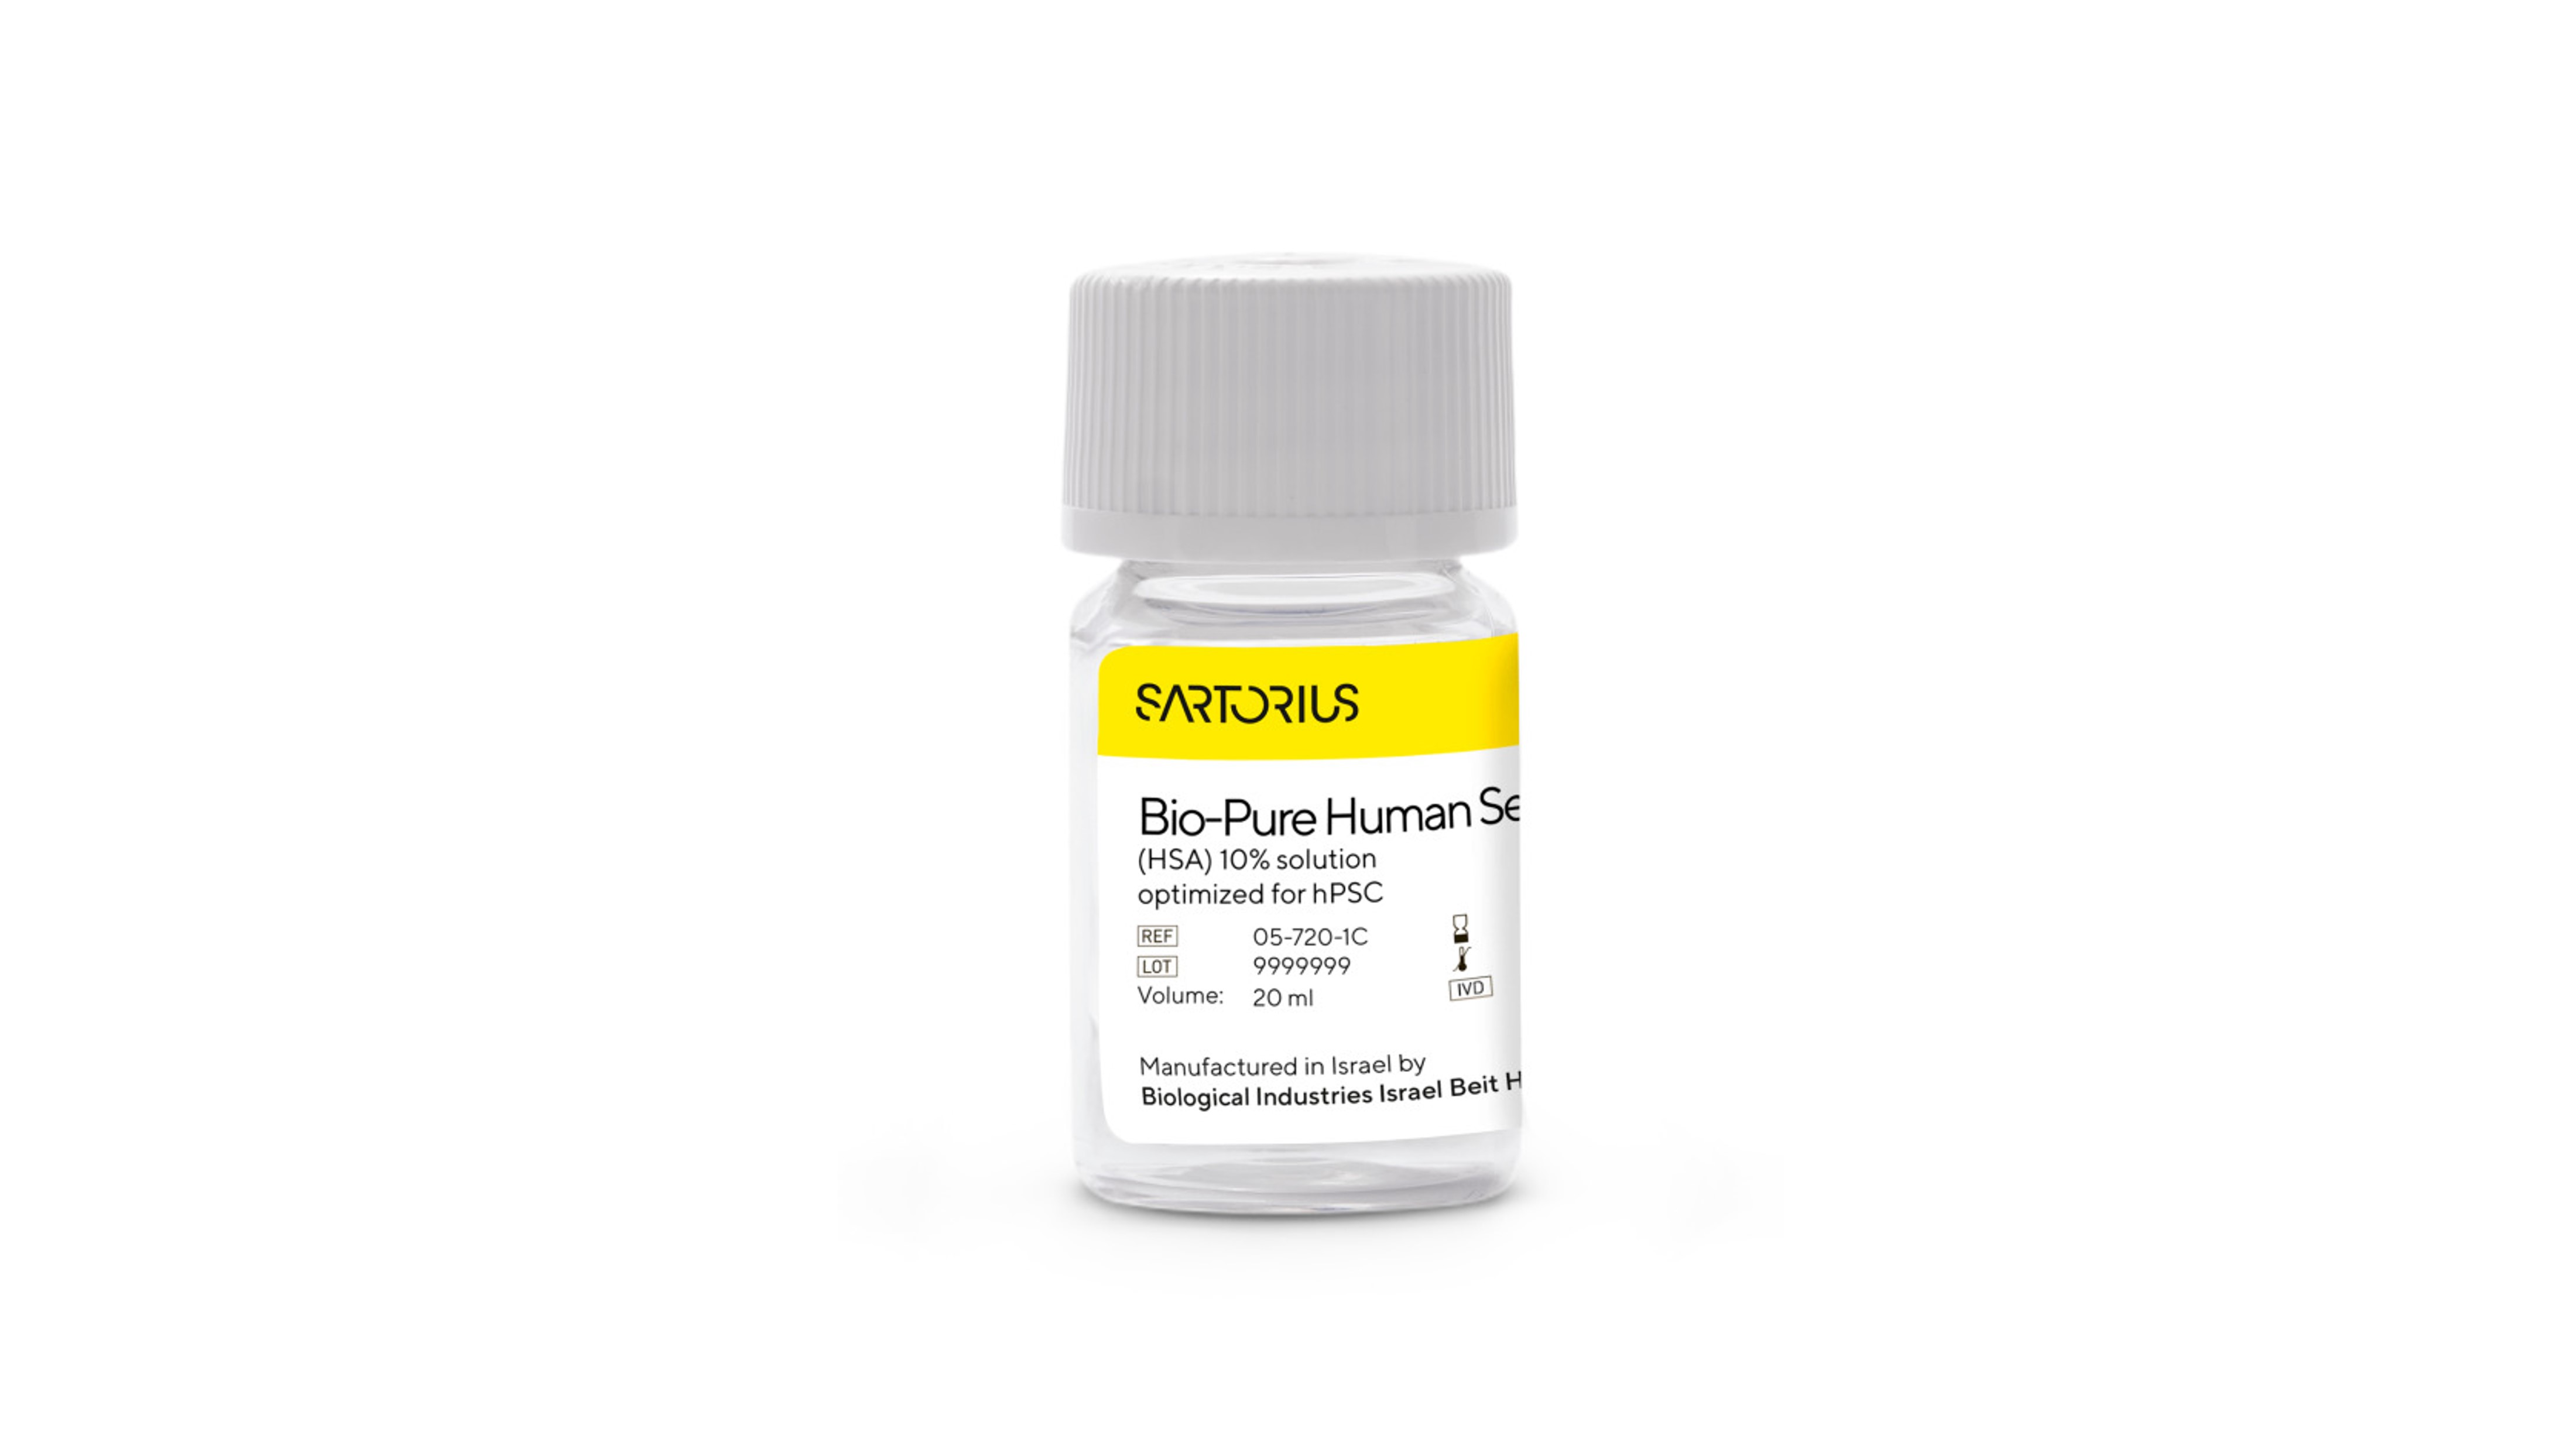 SARTORIUS
Bio-Pure Human Se
(HSA) 10% solution
optimized for hPSC
REF 05-720-1C
LOT 9999999
Volume: 20 ml
IVD
Manufactured in Israel by
Biological Industries Israel Beit H